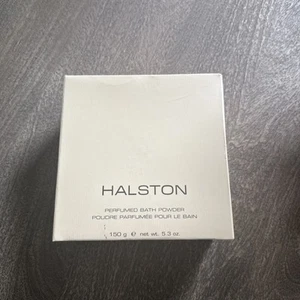 HALSTON
PERFUMED BATH POWDER
POUDRE PARFUMÉE POUR LE BAIN
150 g ℮ net wt. 5.3 oz.